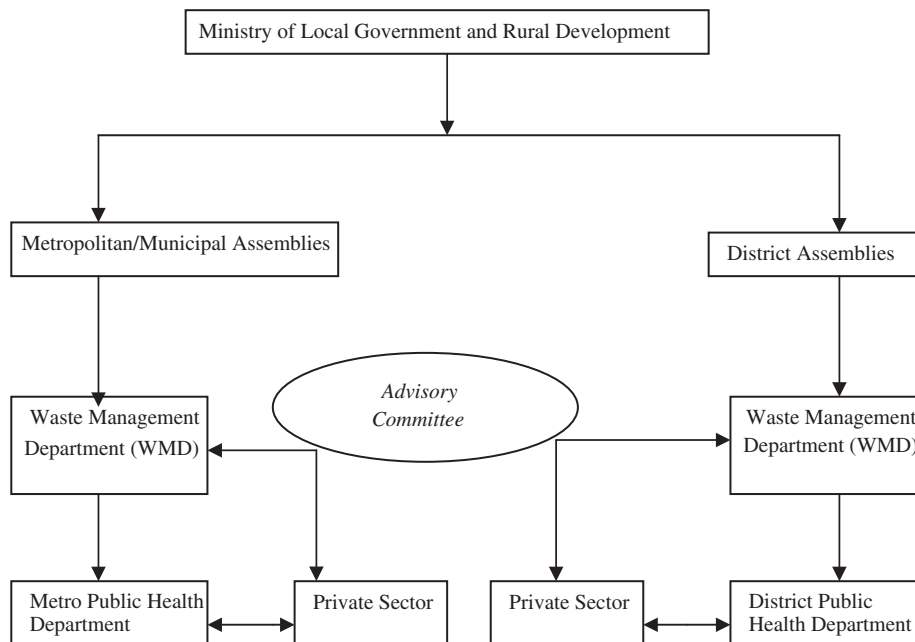 Ministry of Local Government and Rural Development
Metropolitan/Municipal Assemblies
District Assemblies
Advisory
Committee
Waste Management
Department (WMD)
Waste Management
Department (WMD)
Metro Public Health
Department
Private Sector
Private Sector
District Public
Health Department